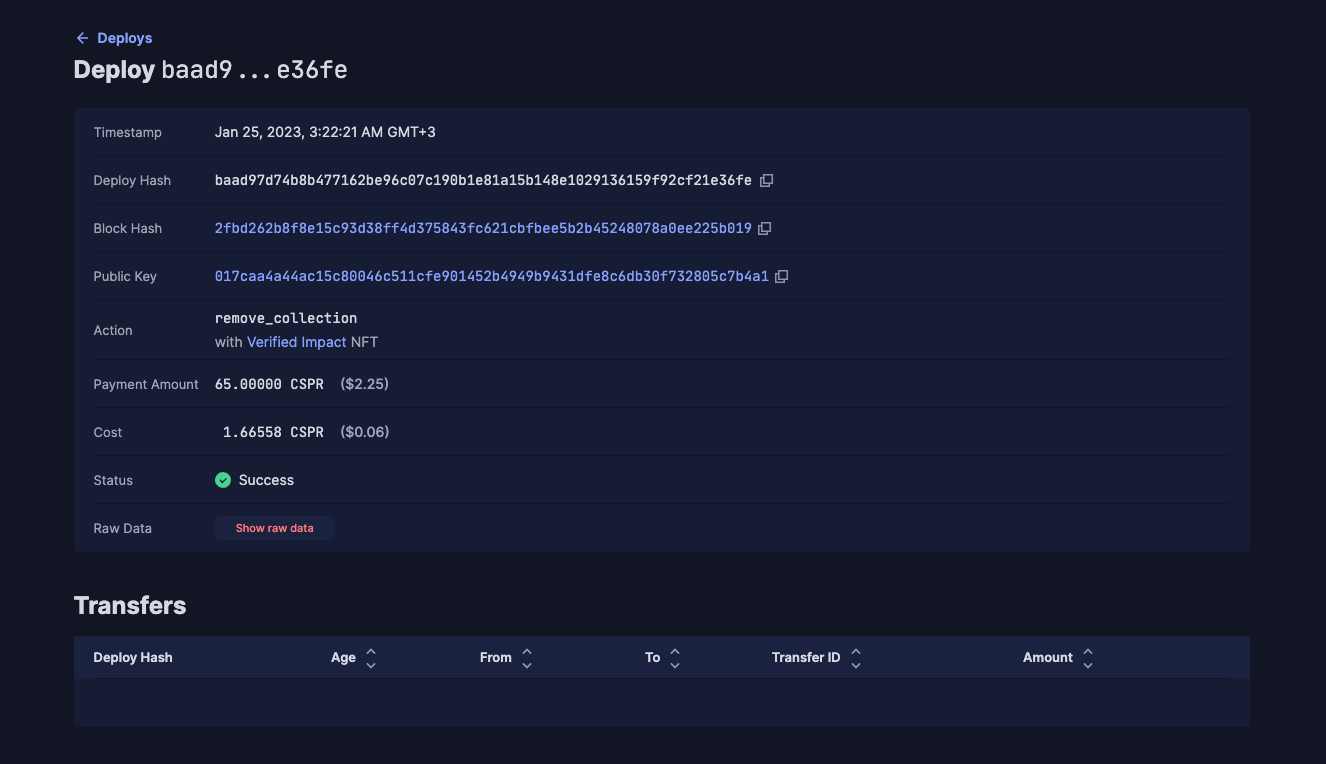 Deploys
Deploy baad9...e36fe
Timestamp Jan 25, 2023, 3:22:21 AM GMT+3
Deploy Hash baad97d74b8b477162be96c07c190b1e81a15b148e1029136159f92cf21e36fe
Block Hash 2fbd262b8f8e15c93d38ff4d375843fc621cbfbee5b2b45248078a0ee225b019
Public Key 017caa4a44ac15c80046c511cfe901452b4949b9431dfe8c6db30f732805c7b4a1
Action remove_collection
with Verified Impact NFT
Payment Amount 65.00000 CSPR ($2.25)
Cost 1.66558 CSPR ($0.06)
Status Success
Raw Data Show raw data
Transfers
Deploy Hash Age From To Transfer ID Amount